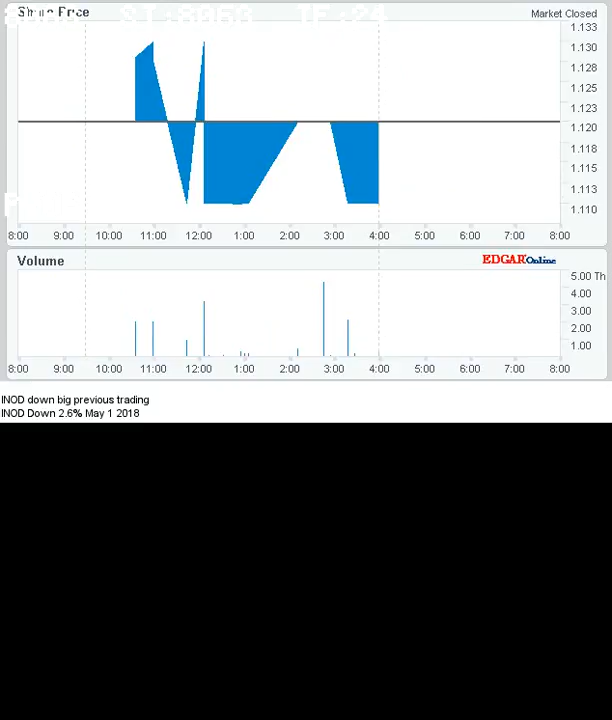 Share Price
Market Closed
1.133
1.130
1.128
1.125
1.123
1.120
1.118
1.115
1.113
1.110
8:00 9:00 10:00 11:00 12:00 1:00 2:00 3:00 4:00 5:00 6:00 7:00 8:00
Volume
EDGAR Online
5.00 Th
4.00
3.00
2.00
1.00
8:00 9:00 10:00 11:00 12:00 1:00 2:00 3:00 4:00 5:00 6:00 7:00 8:00
INOD down big previous trading
INOD Down 2.6% May 1 2018